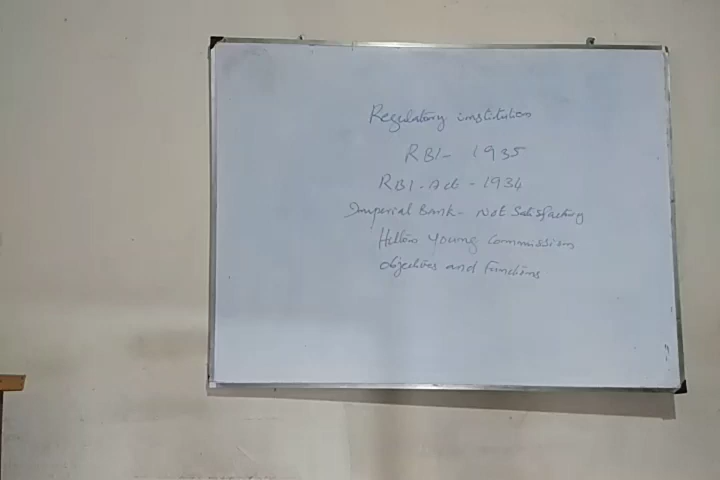 Regulatory institution
RBI - 1935
RBI. Act - 1934
Imperial Bank - Not Satisfactory
Hilton Young Commission
Objectives and Functions